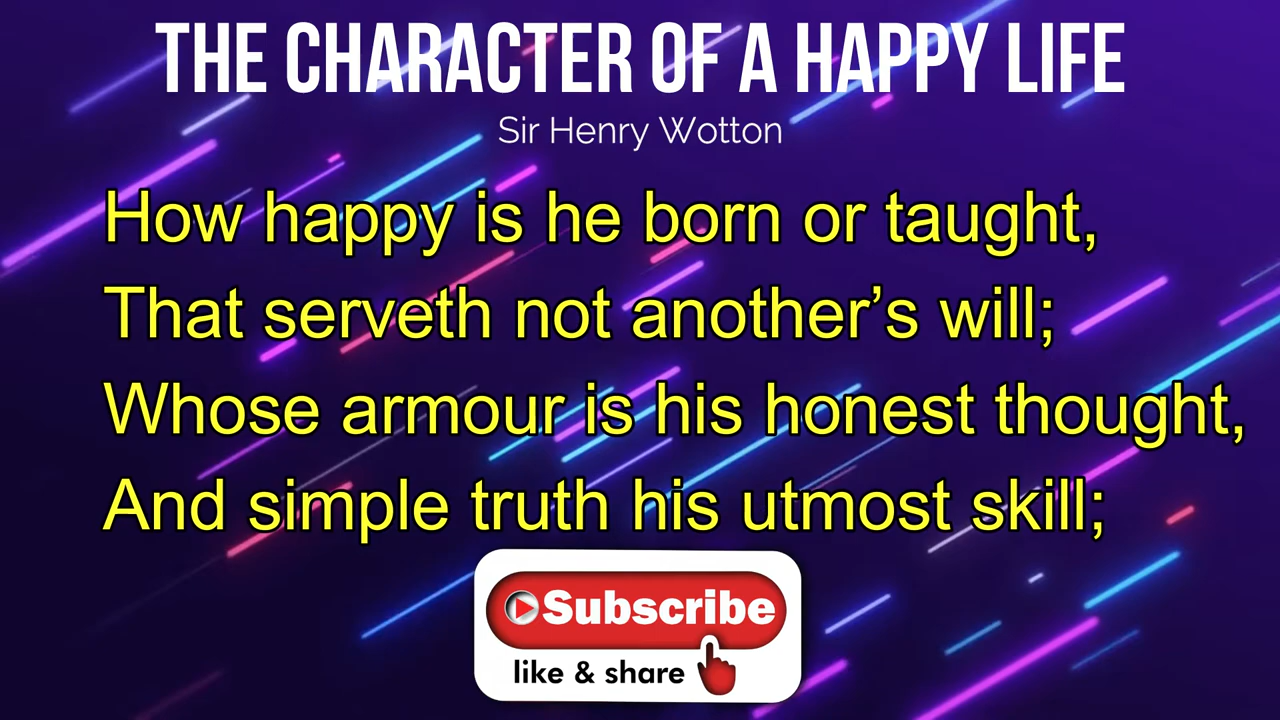 THE CHARACTER OF A HAPPY LIFE
Sir Henry Wotton
How happy is he born or taught,
That serveth not another’s will;
Whose armour is his honest thought,
And simple truth his utmost skill;
Subscribe
like & share